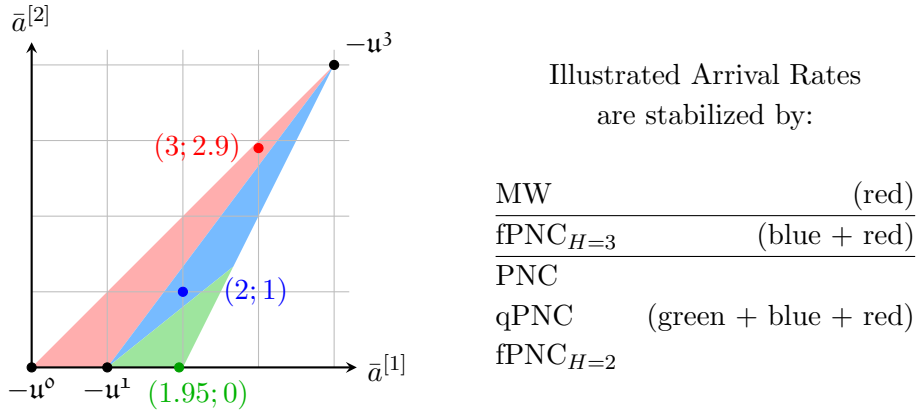 ā^[2]
−𝔲³
(3; 2.9)
(2; 1)
ā^[1]
−𝔲⁰
−𝔲¹
(1.95; 0)
Illustrated Arrival Rates
are stabilized by:
MW (red)
fPNC_{H=3} (blue + red)
PNC
qPNC (green + blue + red)
fPNC_{H=2}